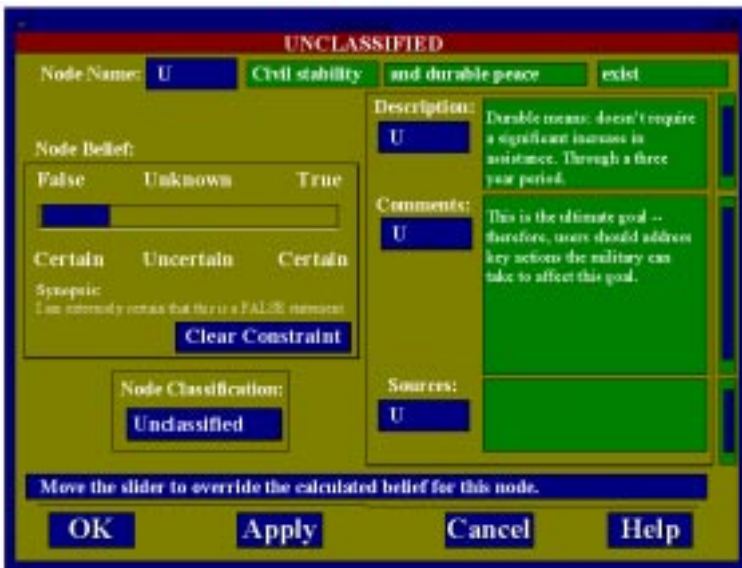 UNCLASSIFIED
Node Name: U Civil stability and durable peace exist
Description:
U
Durable means: doesn't require
a significant increase in
assistance. Through a three
year period.
Node Belief:
False Unknown True
Certain Uncertain Certain
Synopsis:
I am extremely certain that this is a FALSE statement
Clear Constraint
Comments:
U
This is the ultimate goal --
therefore, users should address
key actions the military can
take to affect this goal.
Node Classification:
Unclassified
Sources:
U
Move the slider to override the calculated belief for this node.
OK Apply Cancel Help